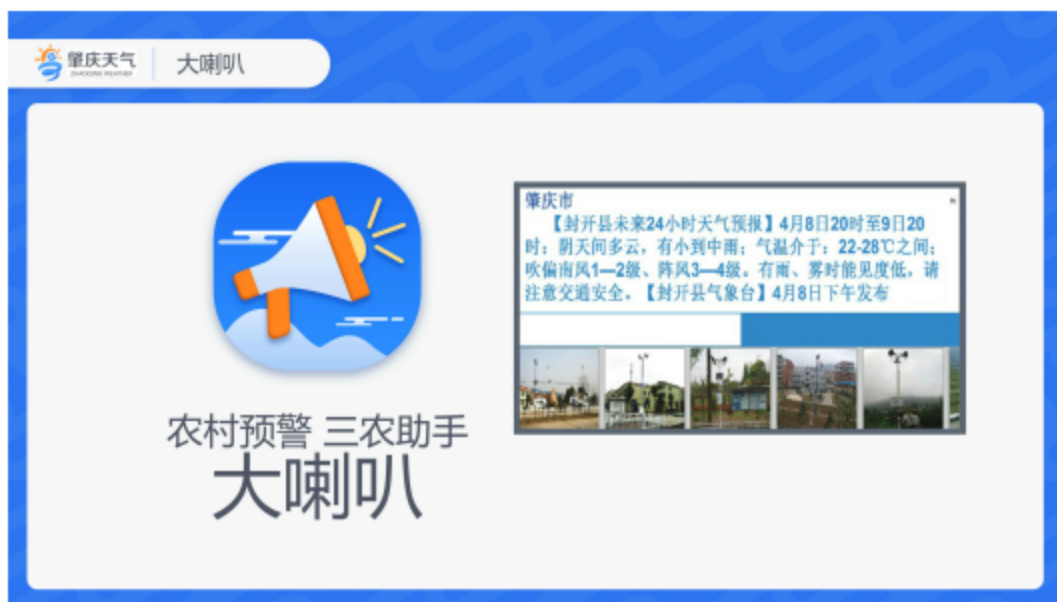 肇庆天气 大喇叭
ZHAOQING WEATHER
肇庆市
【封开县未来24小时天气预报】4月8日20时至9日20
时：阴天间多云，有小到中雨；气温介于：22-28℃之间；
吹偏南风1—2级、阵风3—4级。有雨、雾时能见度低，请
注意交通安全。【封开县气象台】4月8日下午发布
农村预警 三农助手
大喇叭